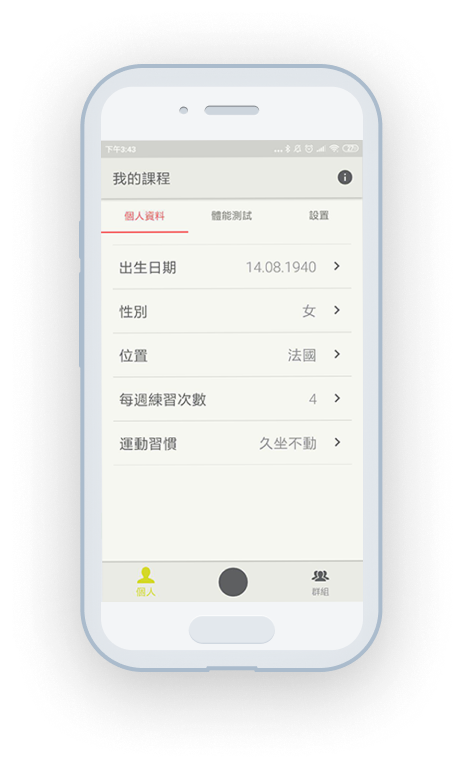 下午3:43
我的課程
個人資料 體能測試 設置
出生日期 14.08.1940
性別 女
位置 法國
每週練習次數 4
運動習慣 久坐不動
個人 群組